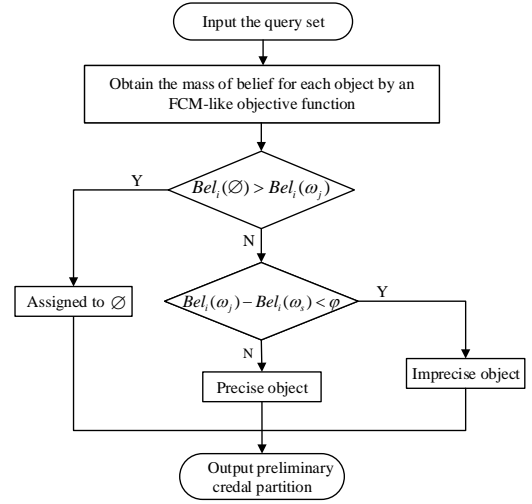 Input the query set
Obtain the mass of belief for each object by an
FCM-like objective function
Bel_i(∅) > Bel_i(ω_j)
Y
N
Assigned to ∅
Bel_i(ω_j) − Bel_i(ω_s) < φ
Y
N
Precise object
Imprecise object
Output preliminary
credal partition